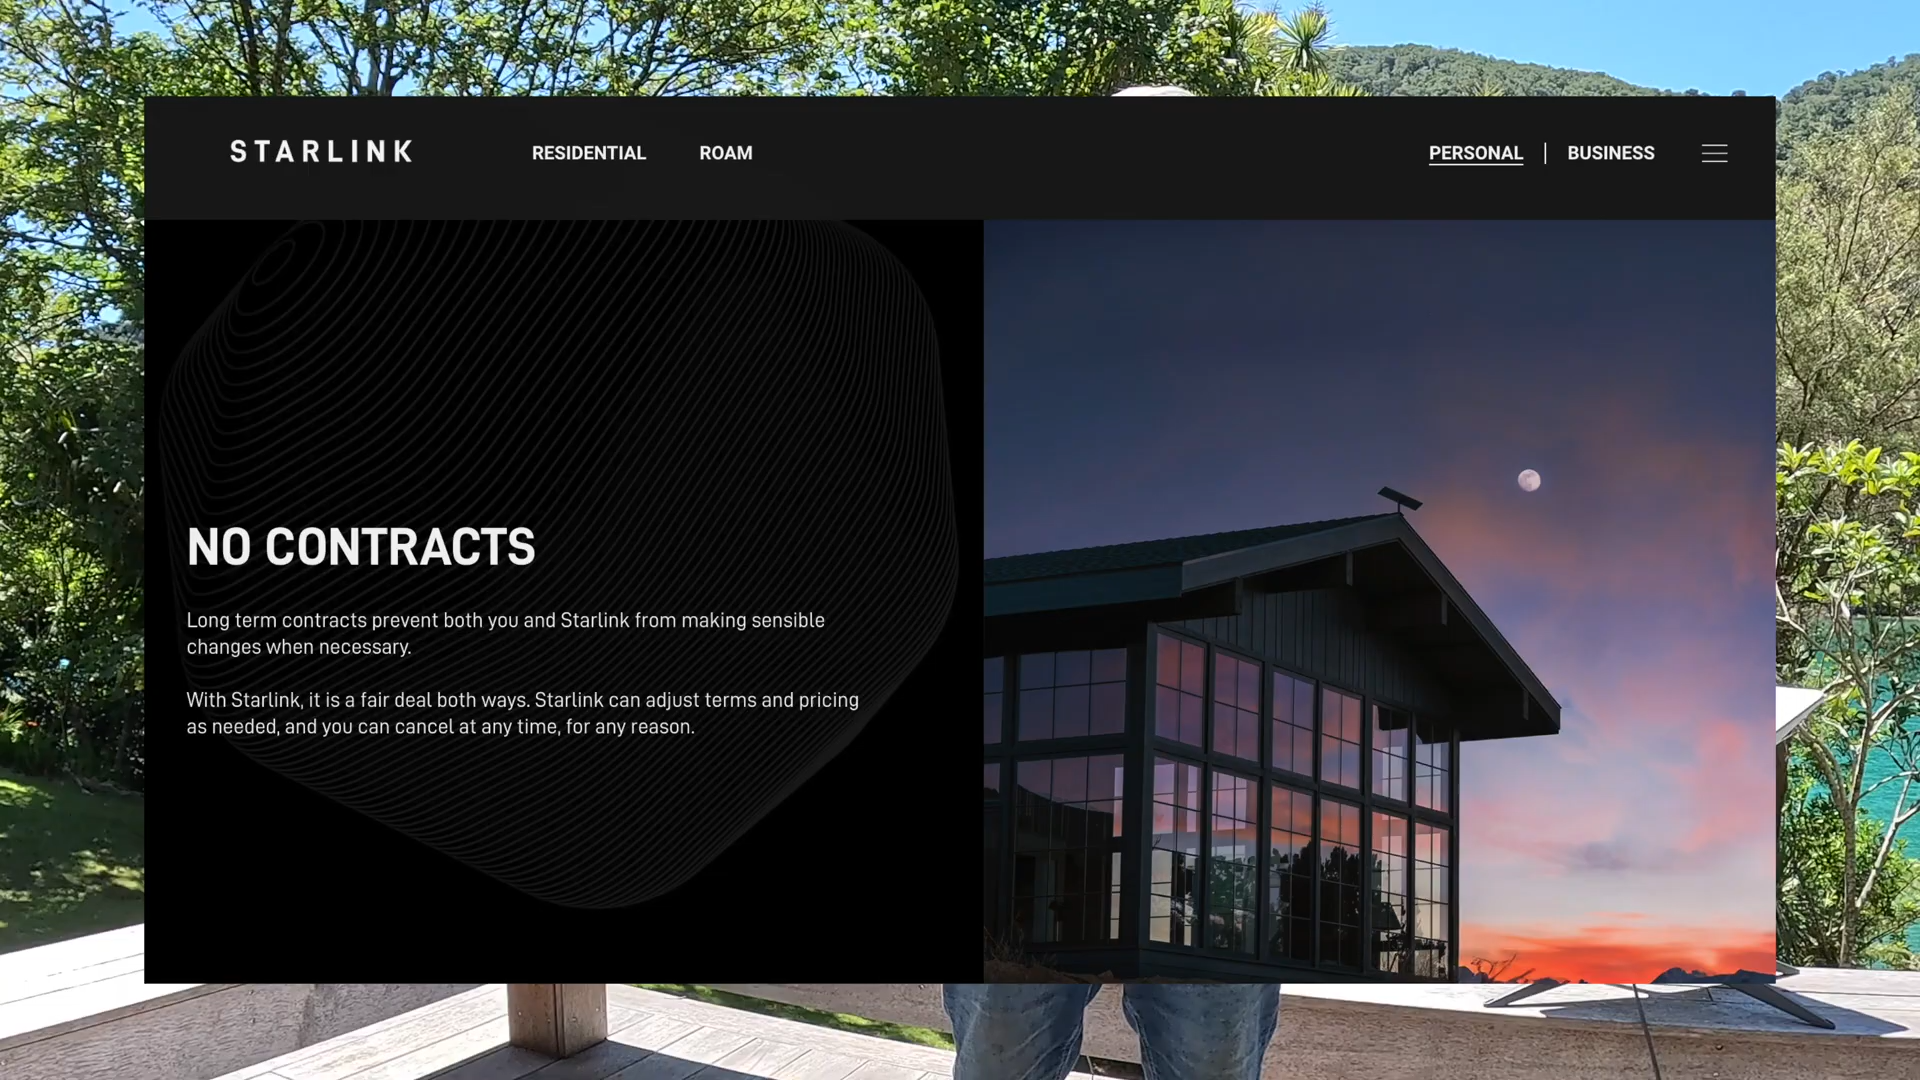 STARLINK
RESIDENTIAL
ROAM
PERSONAL
BUSINESS
NO CONTRACTS
Long term contracts prevent both you and Starlink from making sensible
changes when necessary.
With Starlink, it is a fair deal both ways. Starlink can adjust terms and pricing
as needed, and you can cancel at any time, for any reason.